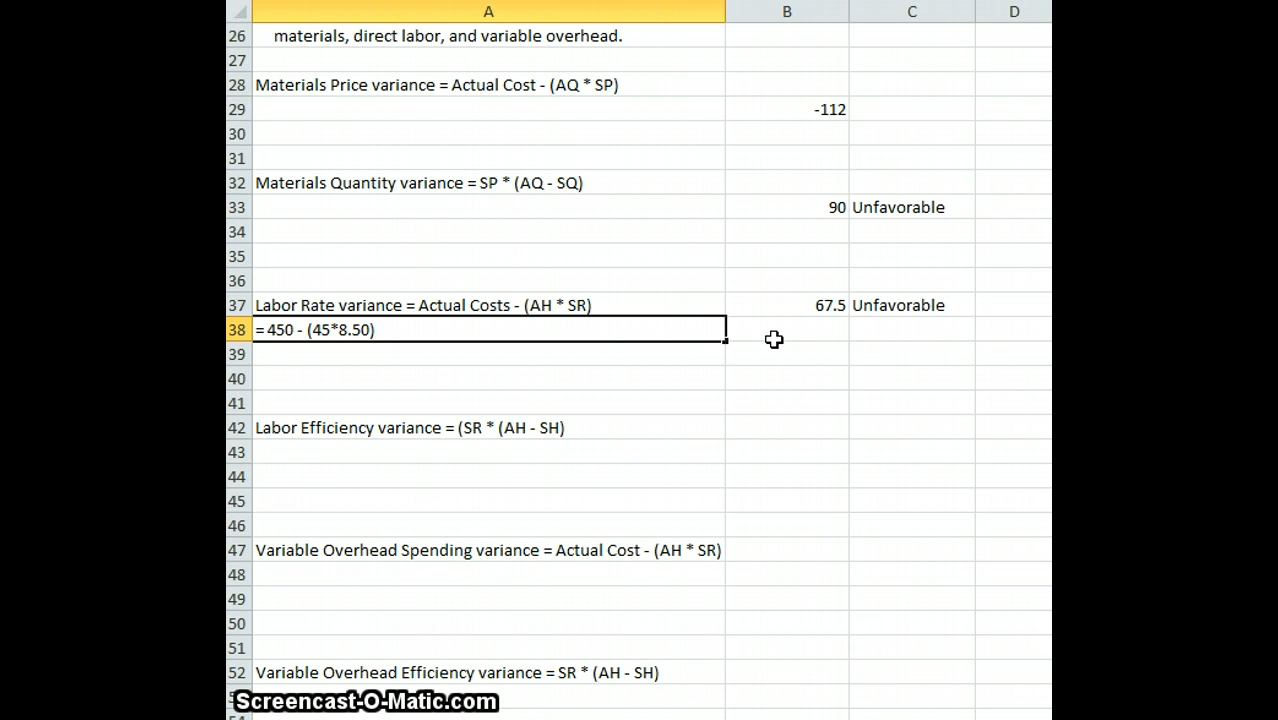 A B C D
26 materials, direct labor, and variable overhead.
27
28 Materials Price variance = Actual Cost - (AQ * SP)
29 -112
30
31
32 Materials Quantity variance = SP * (AQ - SQ)
33 90 Unfavorable
34
35
36
37 Labor Rate variance = Actual Costs - (AH * SR) 67.5 Unfavorable
38 = 450 - (45*8.50)
39
40
41
42 Labor Efficiency variance = (SR * (AH - SH)
43
44
45
46
47 Variable Overhead Spending variance = Actual Cost - (AH * SR)
48
49
50
51
52 Variable Overhead Efficiency variance = SR * (AH - SH)
Screencast-O-Matic.com